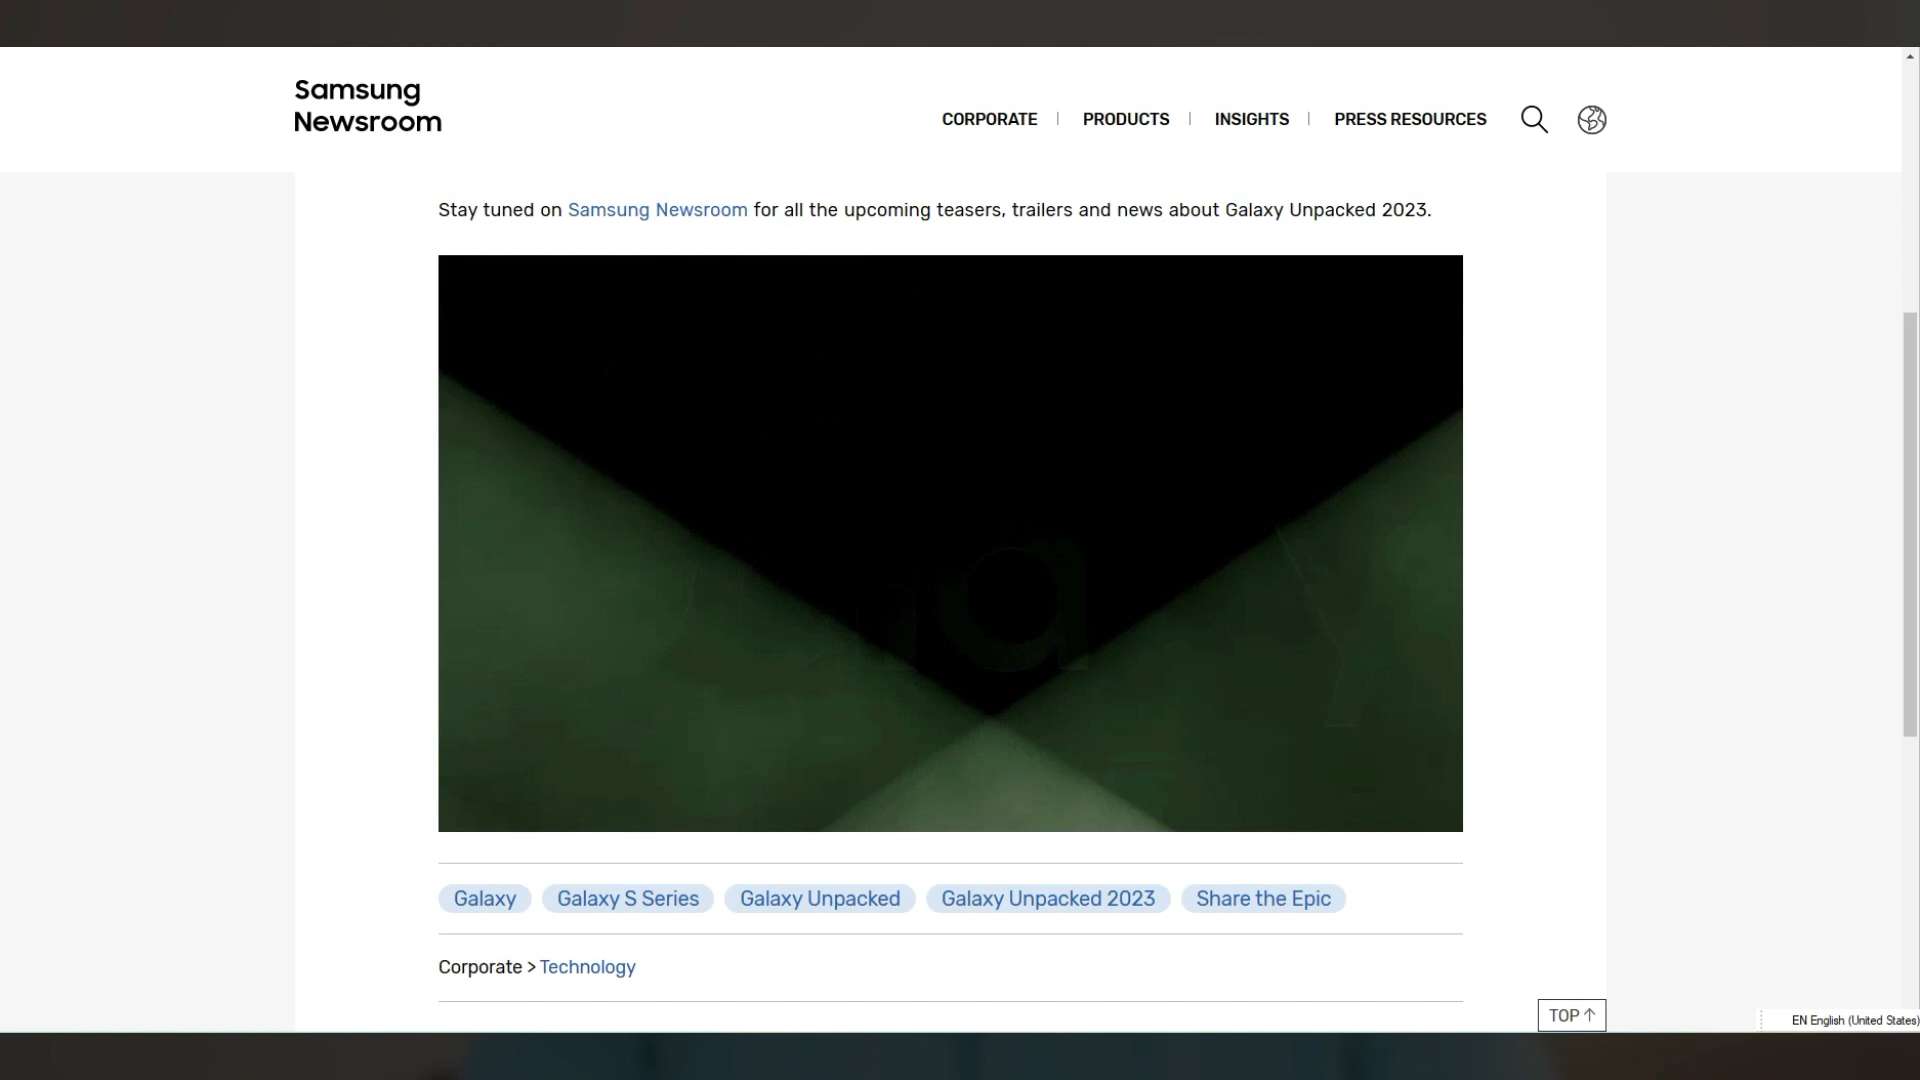 Samsung
Newsroom
CORPORATE
PRODUCTS
INSIGHTS
PRESS RESOURCES
Stay tuned on Samsung Newsroom for all the upcoming teasers, trailers and news about Galaxy Unpacked 2023.
Galaxy
Galaxy S Series
Galaxy Unpacked
Galaxy Unpacked 2023
Share the Epic
Corporate > Technology
TOP ↑
EN English (United States)